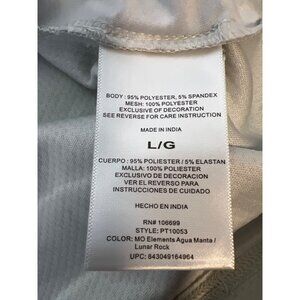 BODY: 95% POLYESTER, 5% SPANDEX
MESH: 100% POLYESTER
EXCLUSIVE OF DECORATION
SEE REVERSE FOR CARE INSTRUCTION
MADE IN INDIA
L/G
CUERPO: 95% POLIESTER / 5% ELASTAN
MALLA: 100% POLIESTER
EXCLUSIVO DE DECORACION
VER EL REVERSO PARA
INSTRUCCIONES DE CUIDADO
HECHO EN INDIA
RN# 106699
STYLE: PT10053
COLOR: MO Elements Agua Manta /
Lunar Rock
UPC: 843049164964